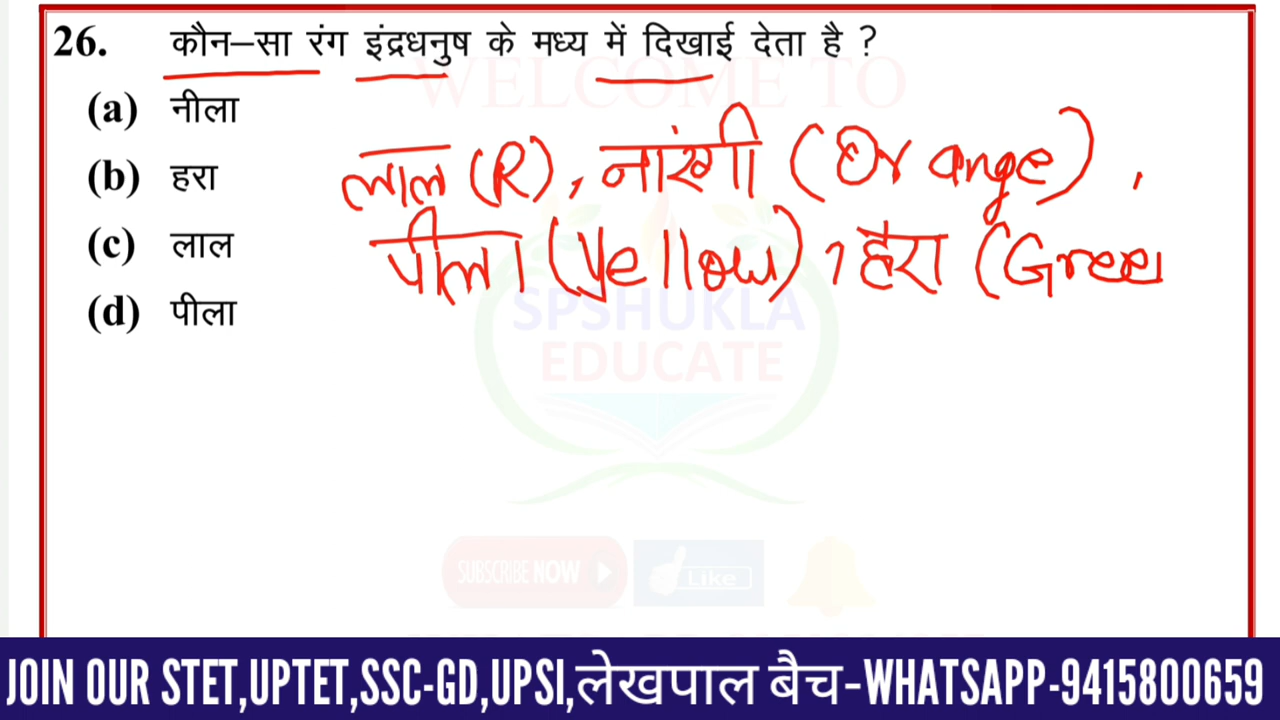 26. कौन–सा रंग इंद्रधनुष के मध्य में दिखाई देता है ?
WELCOME TO
(a) नीला
(b) हरा
(c) लाल
(d) पीला
लाल (R), नांरगी (Orange) ,
पीला (Yellow), हरा (Green
SPSHUKLA
EDUCATE
SUBSCRIBE NOW
Like
JOIN OUR STET,UPTET,SSC-GD,UPSI,लेखपाल बैच-WHATSAPP-9415800659